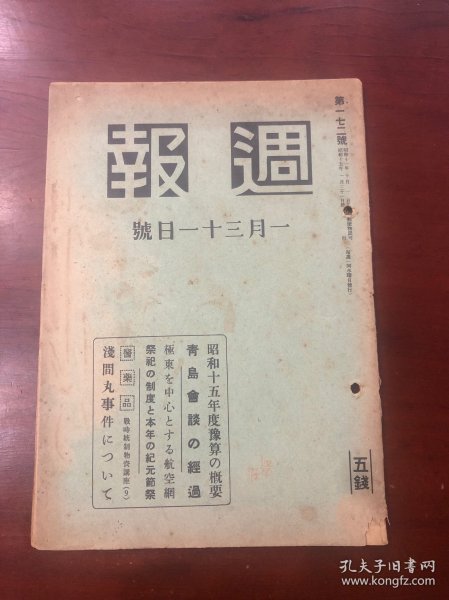 週報
一月三十一日號
第一七二號
昭和十五年度豫算の概要
青島會談の經過
極東を中心とする航空網
祭祀の制度と本年の紀元節祭
醫藥品 戰時統制物資講座(9)
淺間丸事件について
五錢
孔夫子旧书网
www.kongfz.com